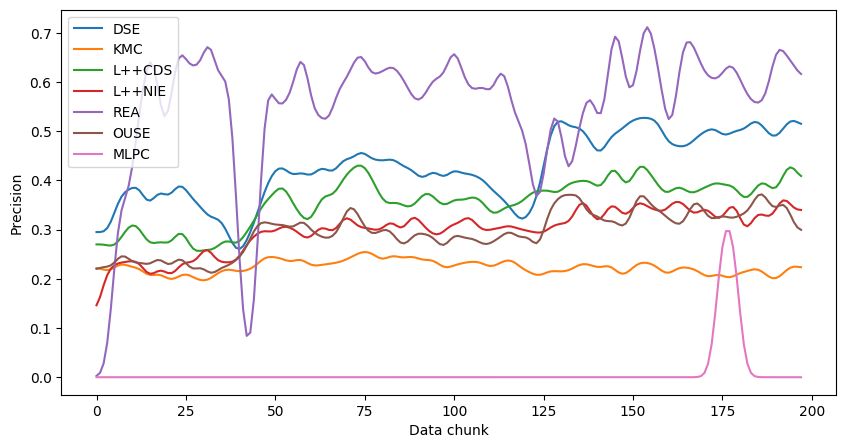 DSE
KMC
L++CDS
L++NIE
REA
OUSE
MLPC
Precision
0.7
0.6
0.5
0.4
0.3
0.2
0.1
0.0
0 25 50 75 100 125 150 175 200
Data chunk